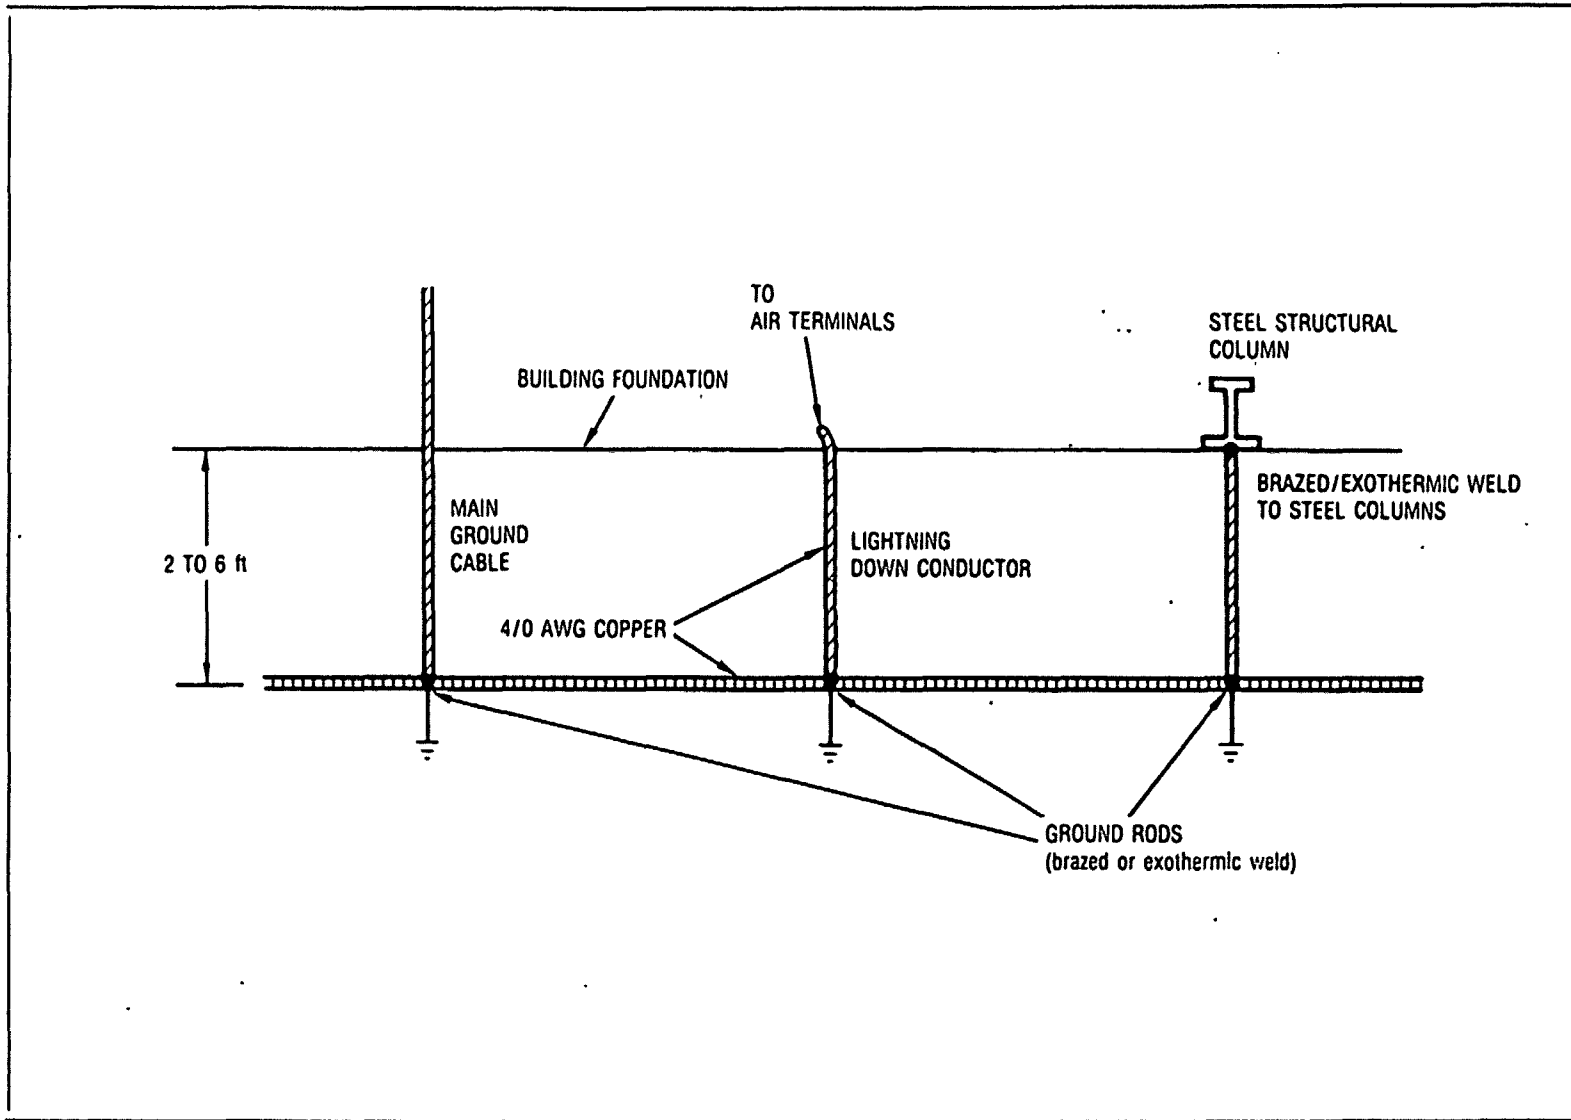 TO
AIR TERMINALS
STEEL STRUCTURAL
COLUMN
BUILDING FOUNDATION
MAIN
GROUND
CABLE
BRAZED/EXOTHERMIC WELD
TO STEEL COLUMNS
2 TO 6 ft
LIGHTNING
DOWN CONDUCTOR
4/0 AWG COPPER
GROUND RODS
(brazed or exothermic weld)